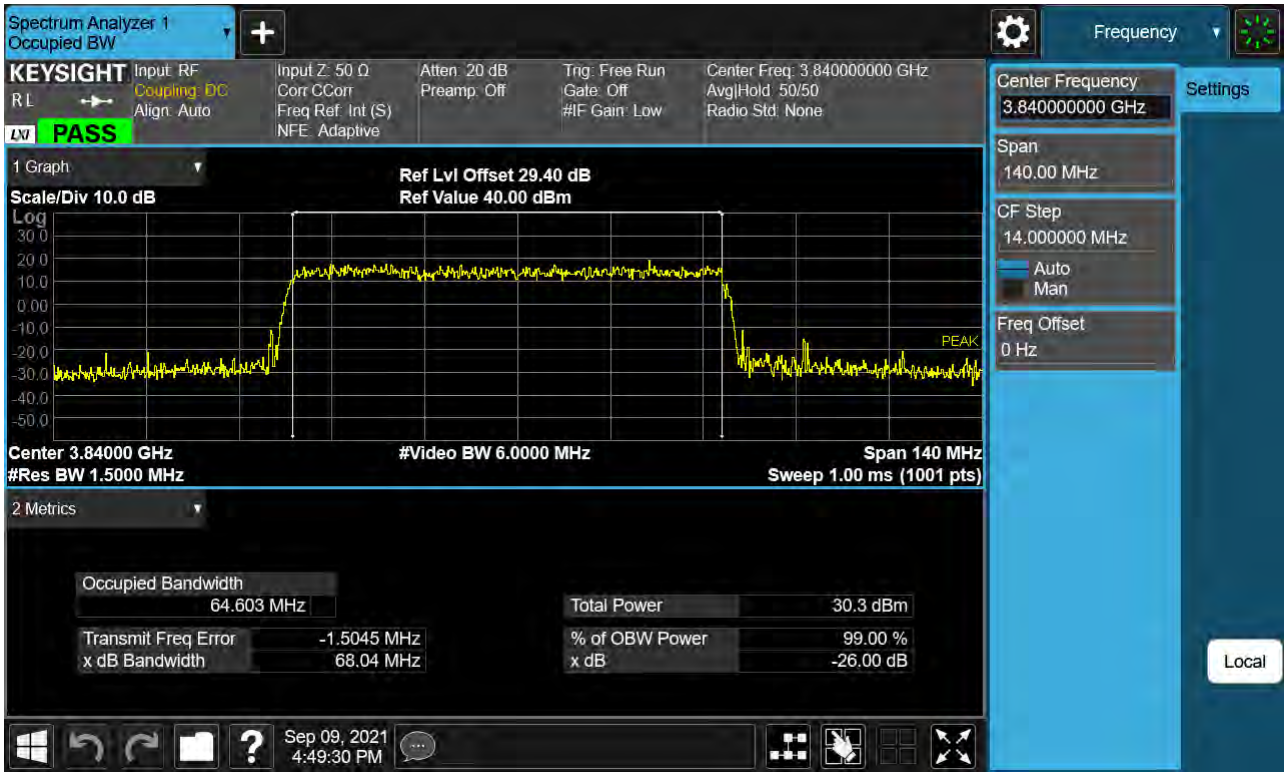 Spectrum Analyzer 1
Occupied BW
+
Frequency
KEYSIGHT
RL
LXI
PASS
Input: RF
Coupling: DC
Align: Auto
Input Z: 50 Ω
Corr CCorr
Freq Ref: Int (S)
NFE: Adaptive
Atten: 20 dB
Preamp: Off
Trig: Free Run
Gate: Off
#IF Gain: Low
Center Freq: 3.840000000 GHz
Avg|Hold: 50/50
Radio Std: None
Center Frequency
3.840000000 GHz
Settings
Span
140.00 MHz
CF Step
14.000000 MHz
Auto
Man
Freq Offset
0 Hz
Local
1 Graph
Scale/Div 10.0 dB
Ref Lvl Offset 29.40 dB
Ref Value 40.00 dBm
Log
30.0
20.0
10.0
0.00
-10.0
-20.0
-30.0
-40.0
-50.0
PEAK
Center 3.84000 GHz
#Video BW 6.0000 MHz
Span 140 MHz
#Res BW 1.5000 MHz
Sweep 1.00 ms (1001 pts)
2 Metrics
Occupied Bandwidth
64.603 MHz
Total Power 30.3 dBm
Transmit Freq Error -1.5045 MHz
% of OBW Power 99.00 %
x dB Bandwidth 68.04 MHz
x dB -26.00 dB
?
Sep 09, 2021
4:49:30 PM